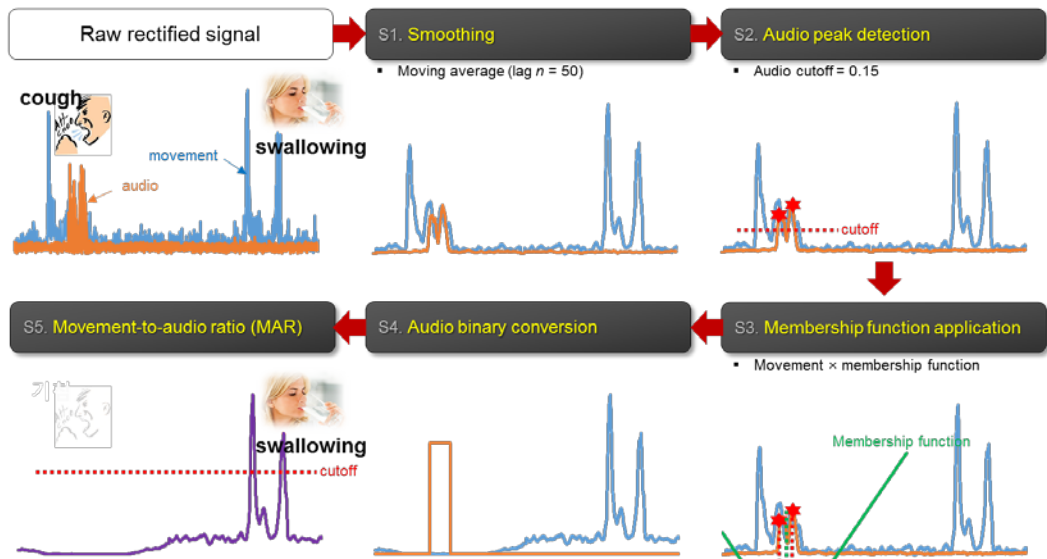 Raw rectified signal
S1. Smoothing
S2. Audio peak detection
▪ Moving average (lag n = 50)
▪ Audio cutoff = 0.15
cough
swallowing
movement
audio
cutoff
S5. Movement-to-audio ratio (MAR)
S4. Audio binary conversion
S3. Membership function application
▪ Movement × membership function
swallowing
cutoff
Membership function